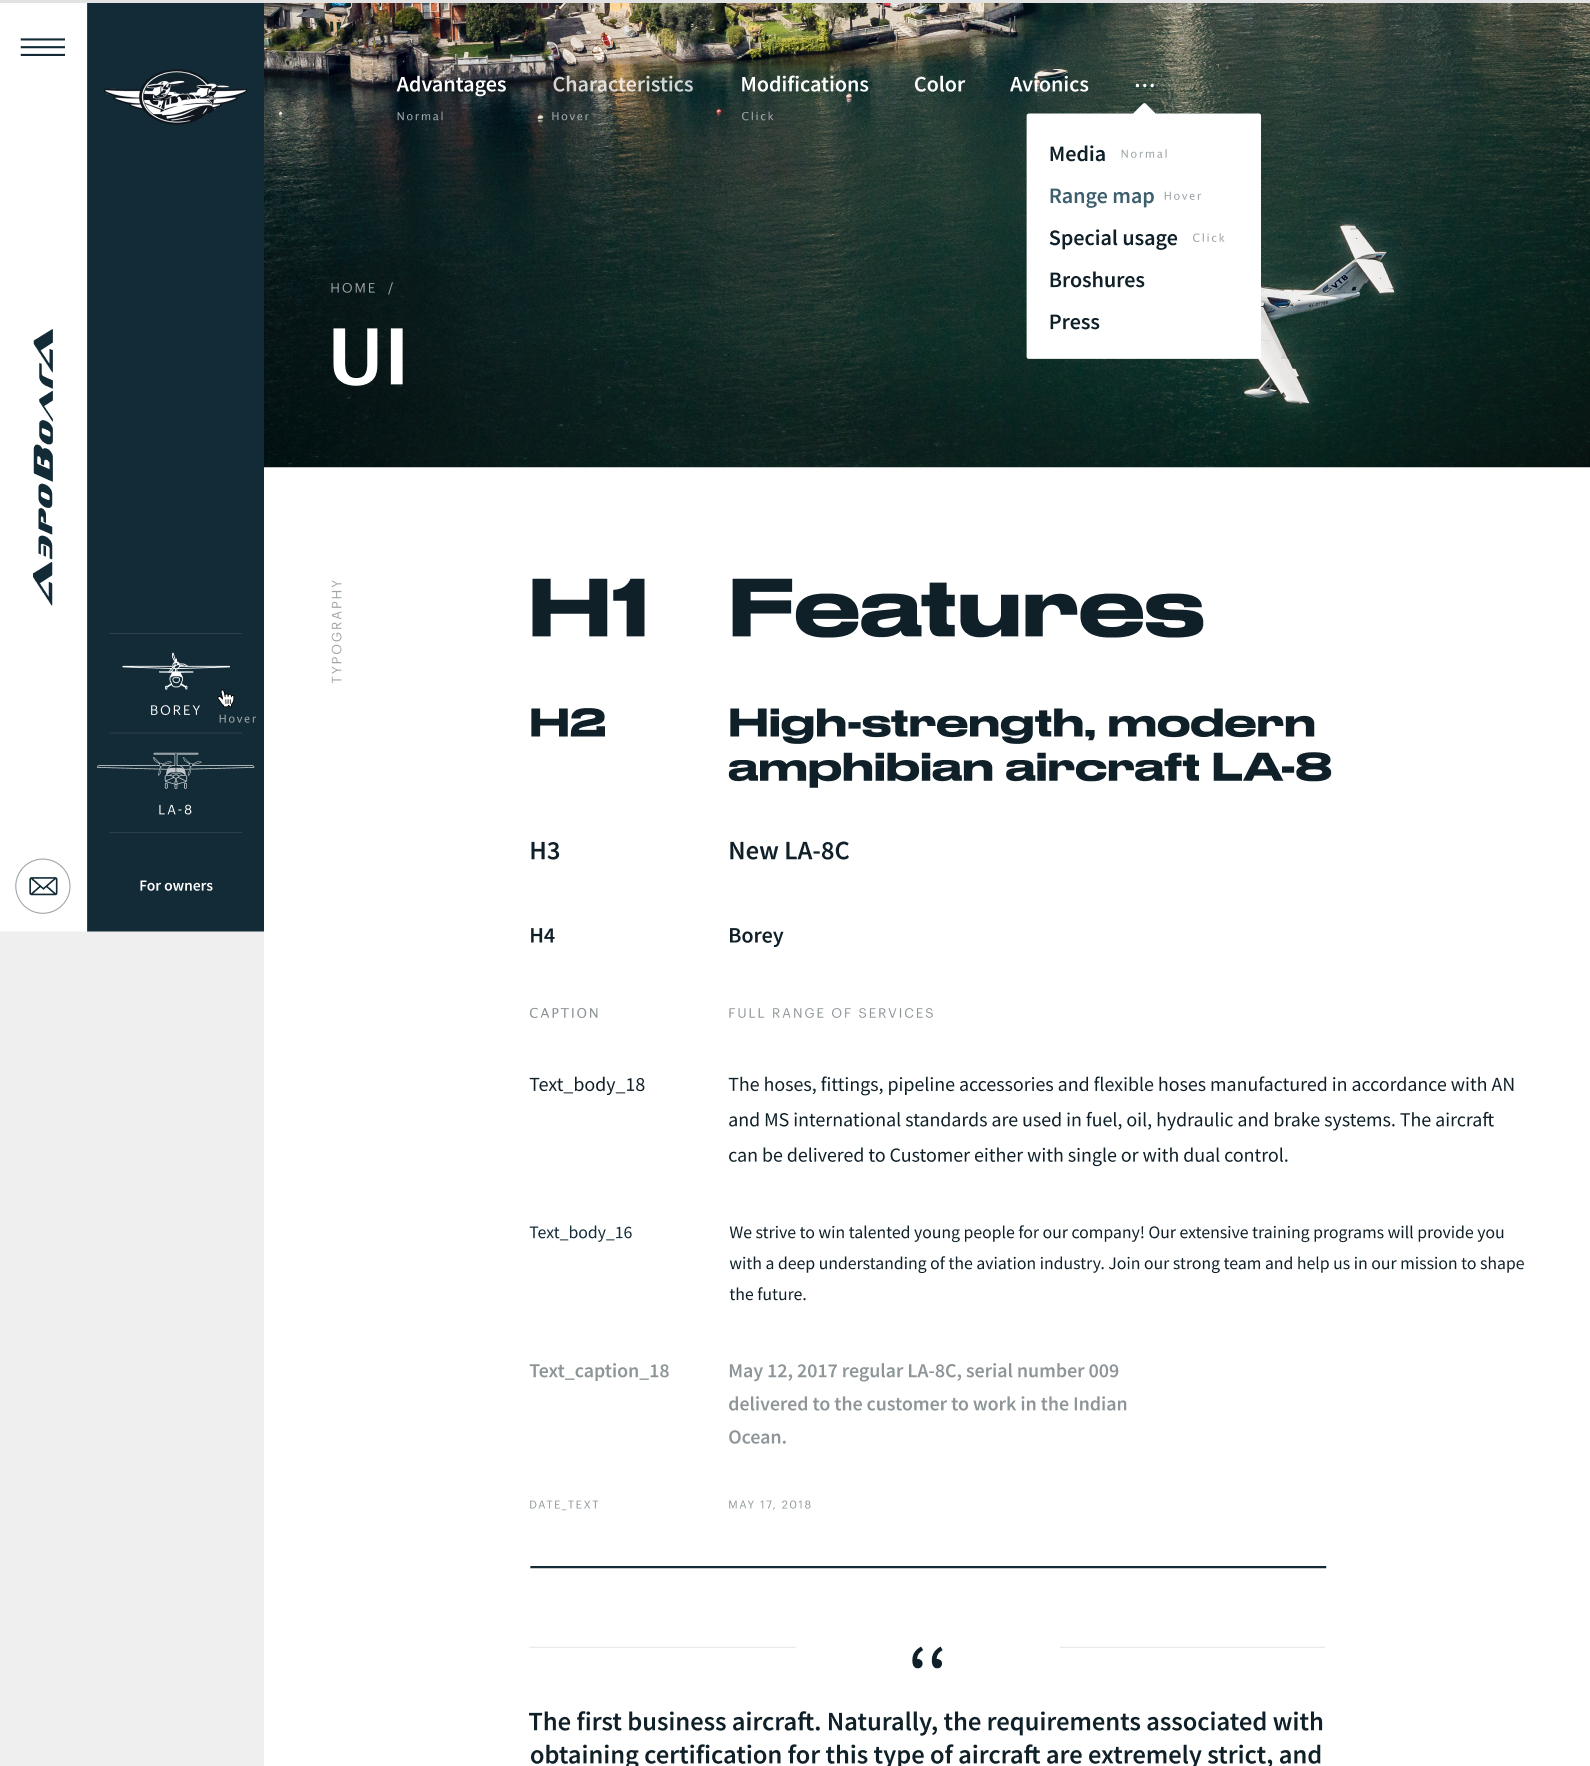 Advantages
Characteristics
Modifications
Color
Avionics
...
Normal
Hover
Click
Media Normal
Range map Hover
Special usage Click
Broshures
Press
VTB
HOME /
UI
АэроВолга
BOREY
Hover
LA-8
For owners
TYPOGRAPHY
H1 Features
H2 High-strength, modern
amphibian aircraft LA-8
H3 New LA-8C
H4 Borey
CAPTION FULL RANGE OF SERVICES
Text_body_18 The hoses, fittings, pipeline accessories and flexible hoses manufactured in accordance with AN
and MS international standards are used in fuel, oil, hydraulic and brake systems. The aircraft
can be delivered to Customer either with single or with dual control.
Text_body_16 We strive to win talented young people for our company! Our extensive training programs will provide you
with a deep understanding of the aviation industry. Join our strong team and help us in our mission to shape
the future.
Text_caption_18 May 12, 2017 regular LA-8C, serial number 009
delivered to the customer to work in the Indian
Ocean.
DATE_TEXT MAY 17, 2018
“
The first business aircraft. Naturally, the requirements associated with
obtaining certification for this type of aircraft are extremely strict, and